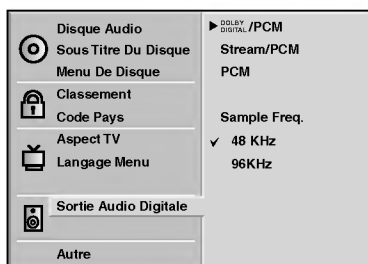 Disque Audio
Sous Titre Du Disque
Menu De Disque
Classement
Code Pays
Aspect TV
Langage Menu
Sortie Audio Digitale
Autre
DOLBY DIGITAL /PCM
Stream/PCM
PCM
Sample Freq.
48 KHz
96KHz